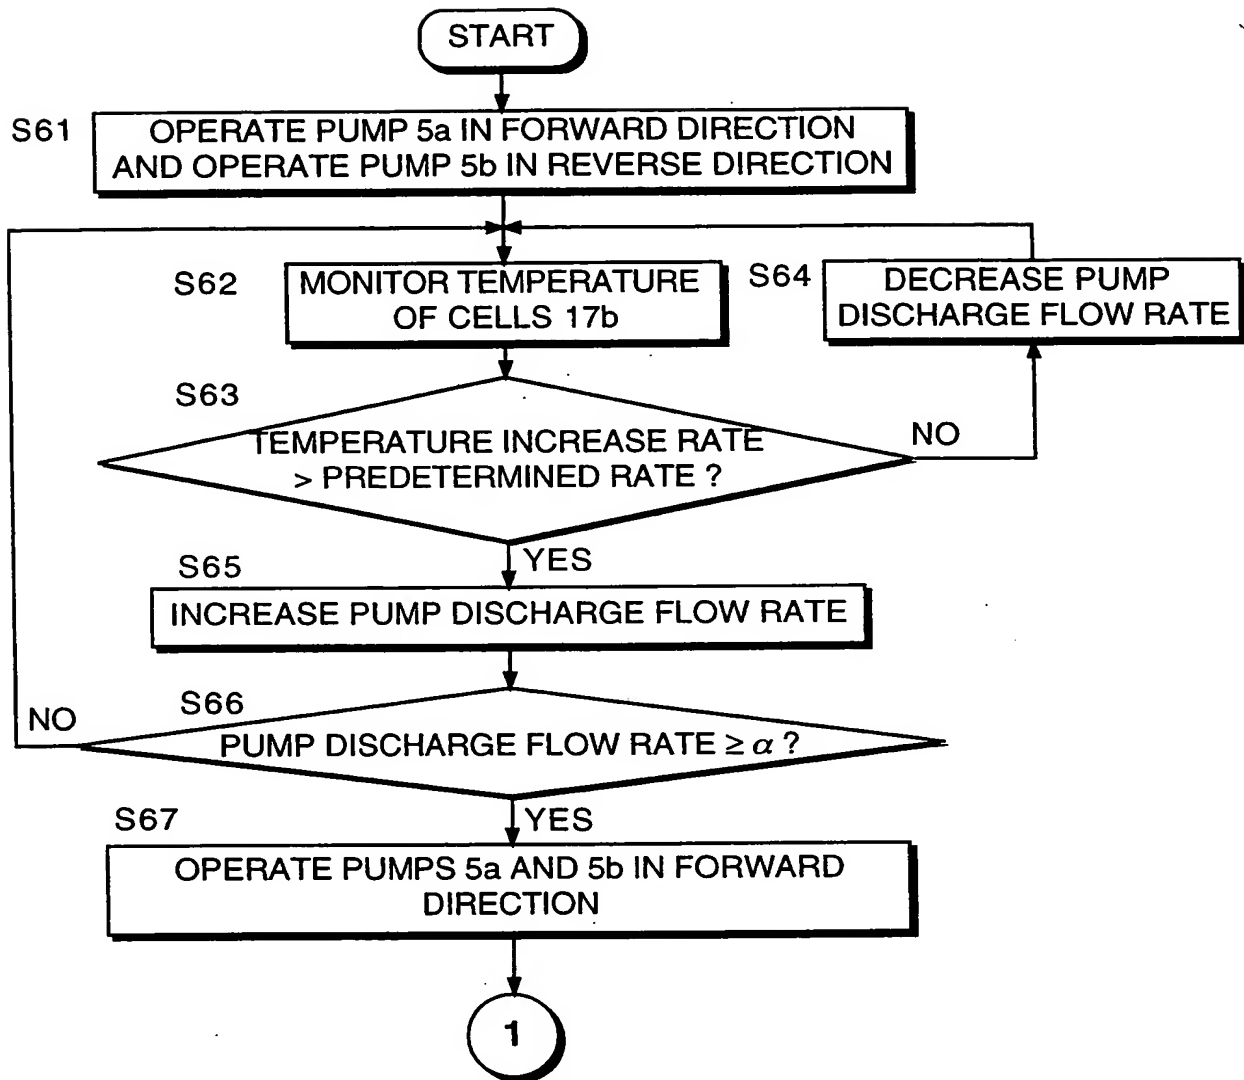 START
S61
OPERATE PUMP 5a IN FORWARD DIRECTION
AND OPERATE PUMP 5b IN REVERSE DIRECTION
S62
MONITOR TEMPERATURE
OF CELLS 17b
S64
DECREASE PUMP
DISCHARGE FLOW RATE
S63
TEMPERATURE INCREASE RATE
> PREDETERMINED RATE ?
NO
YES
S65
INCREASE PUMP DISCHARGE FLOW RATE
S66
NO
PUMP DISCHARGE FLOW RATE ≥ α ?
YES
S67
OPERATE PUMPS 5a AND 5b IN FORWARD
DIRECTION
1